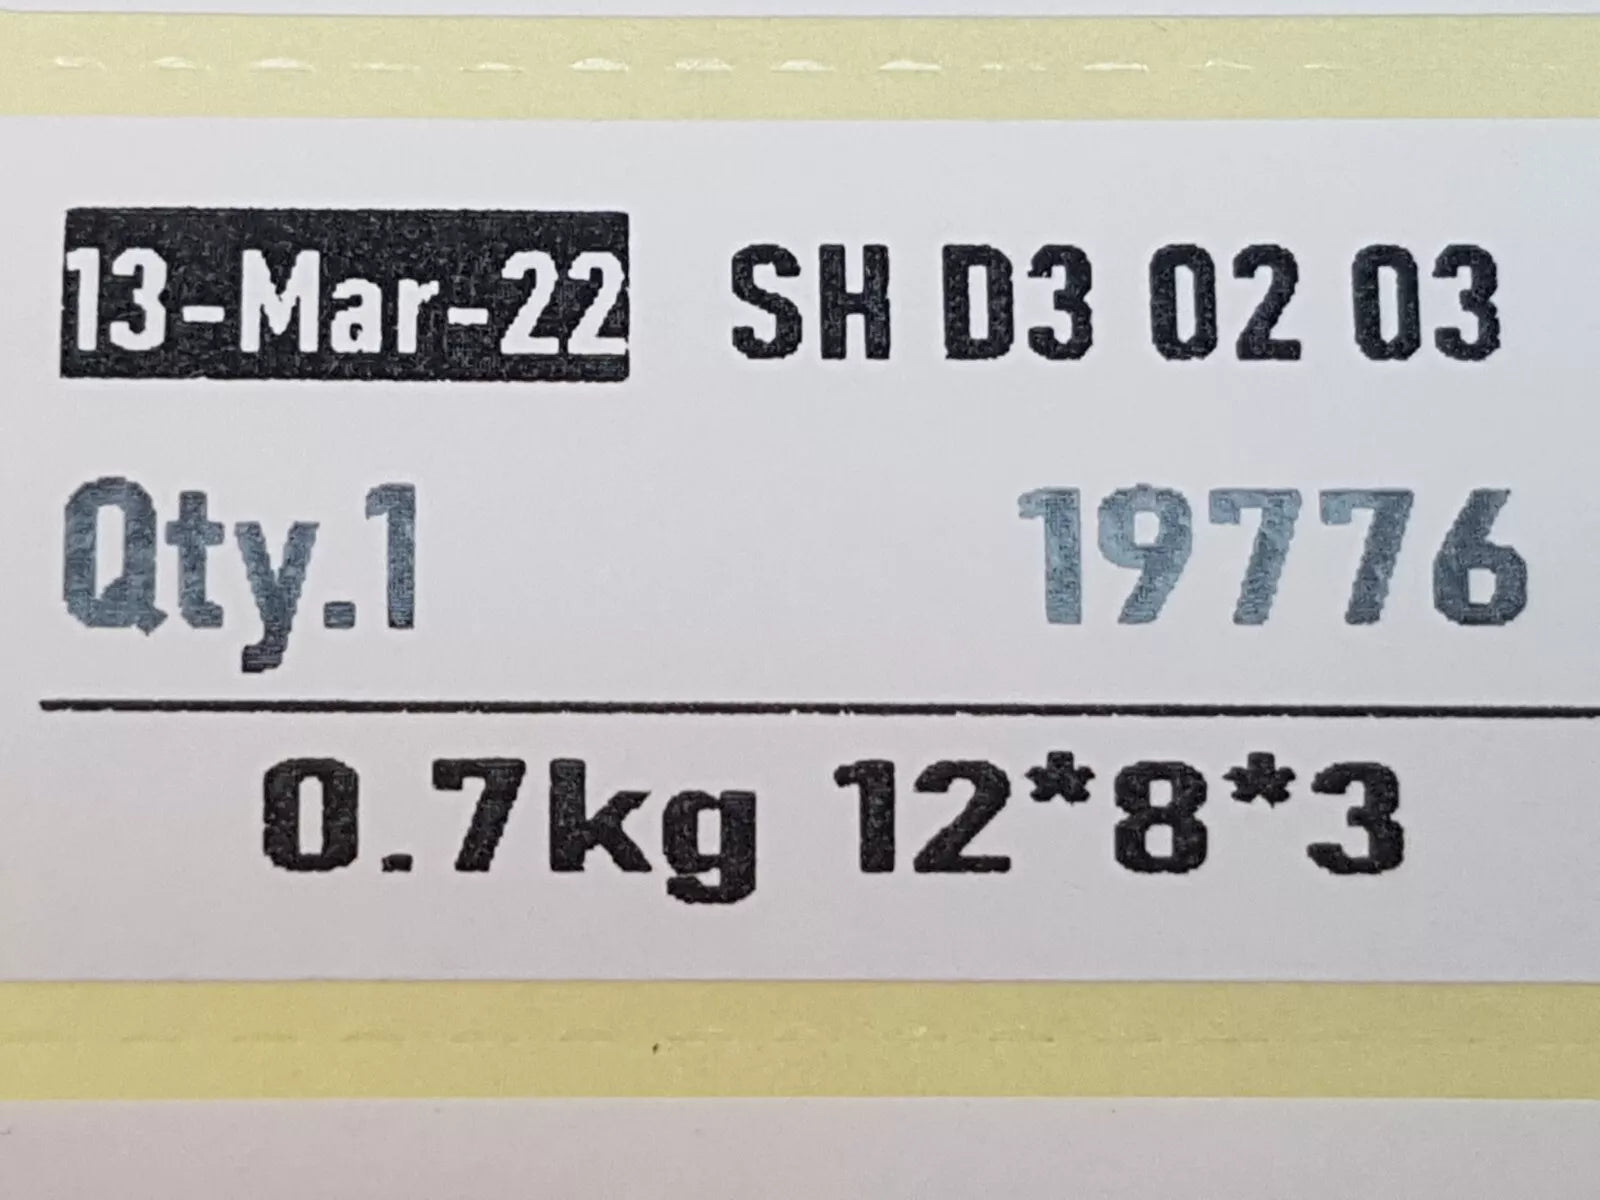 13-Mar-22 SH D3 02 03
Qty.1 19776
0.7kg 12*8*3